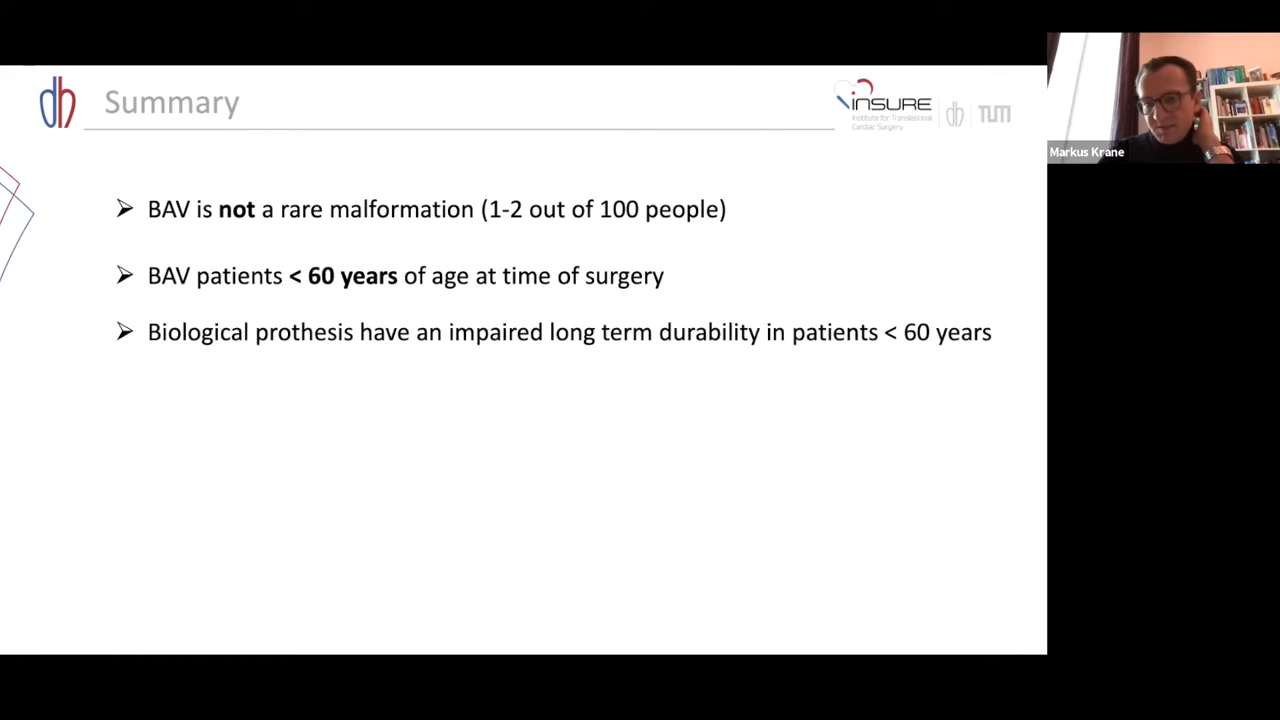 Summary
INSURE
Institute for Translational
Cardiac Surgery
TUM
Markus Krane
BAV is not a rare malformation (1-2 out of 100 people)
BAV patients < 60 years of age at time of surgery
Biological prothesis have an impaired long term durability in patients < 60 years